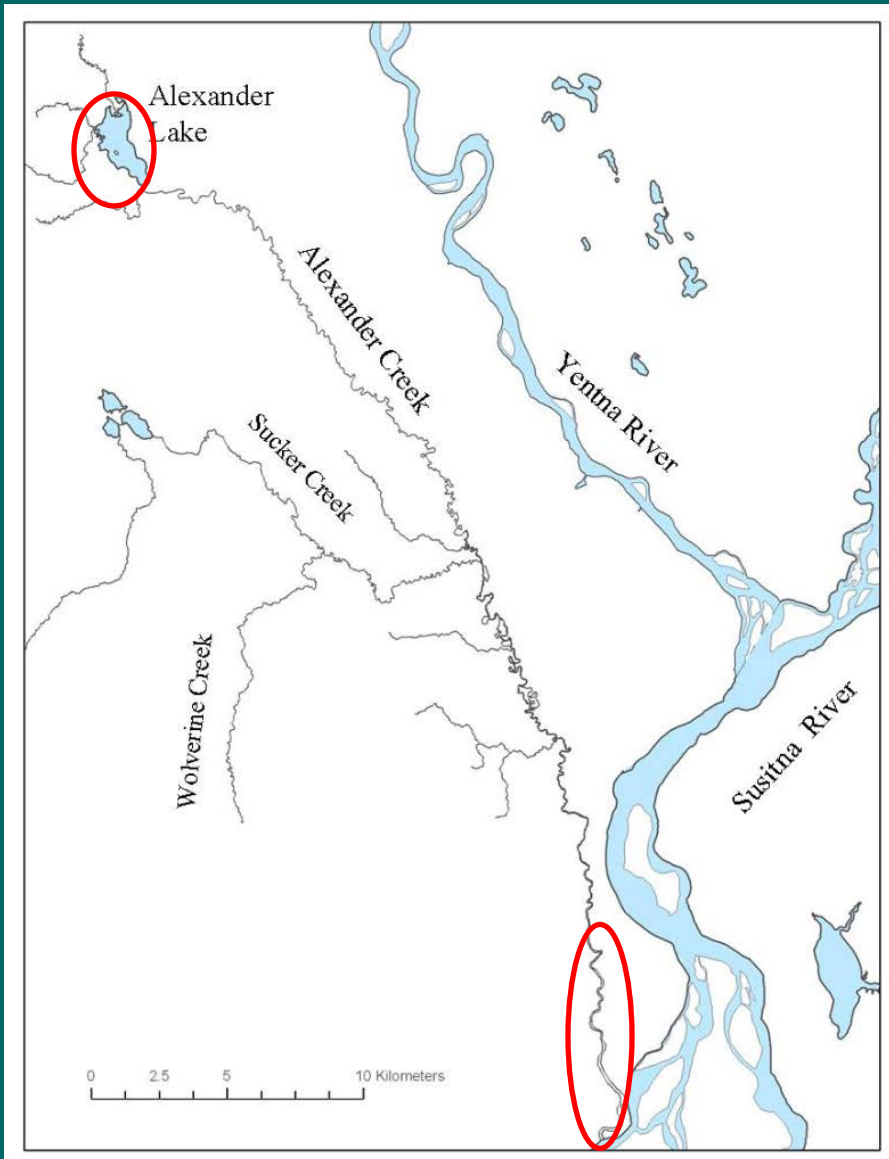 Alexander
Lake
Alexander Creek
Yentna River
Sucker Creek
Wolverine Creek
Susitna River
0 2.5 5 10 Kilometers